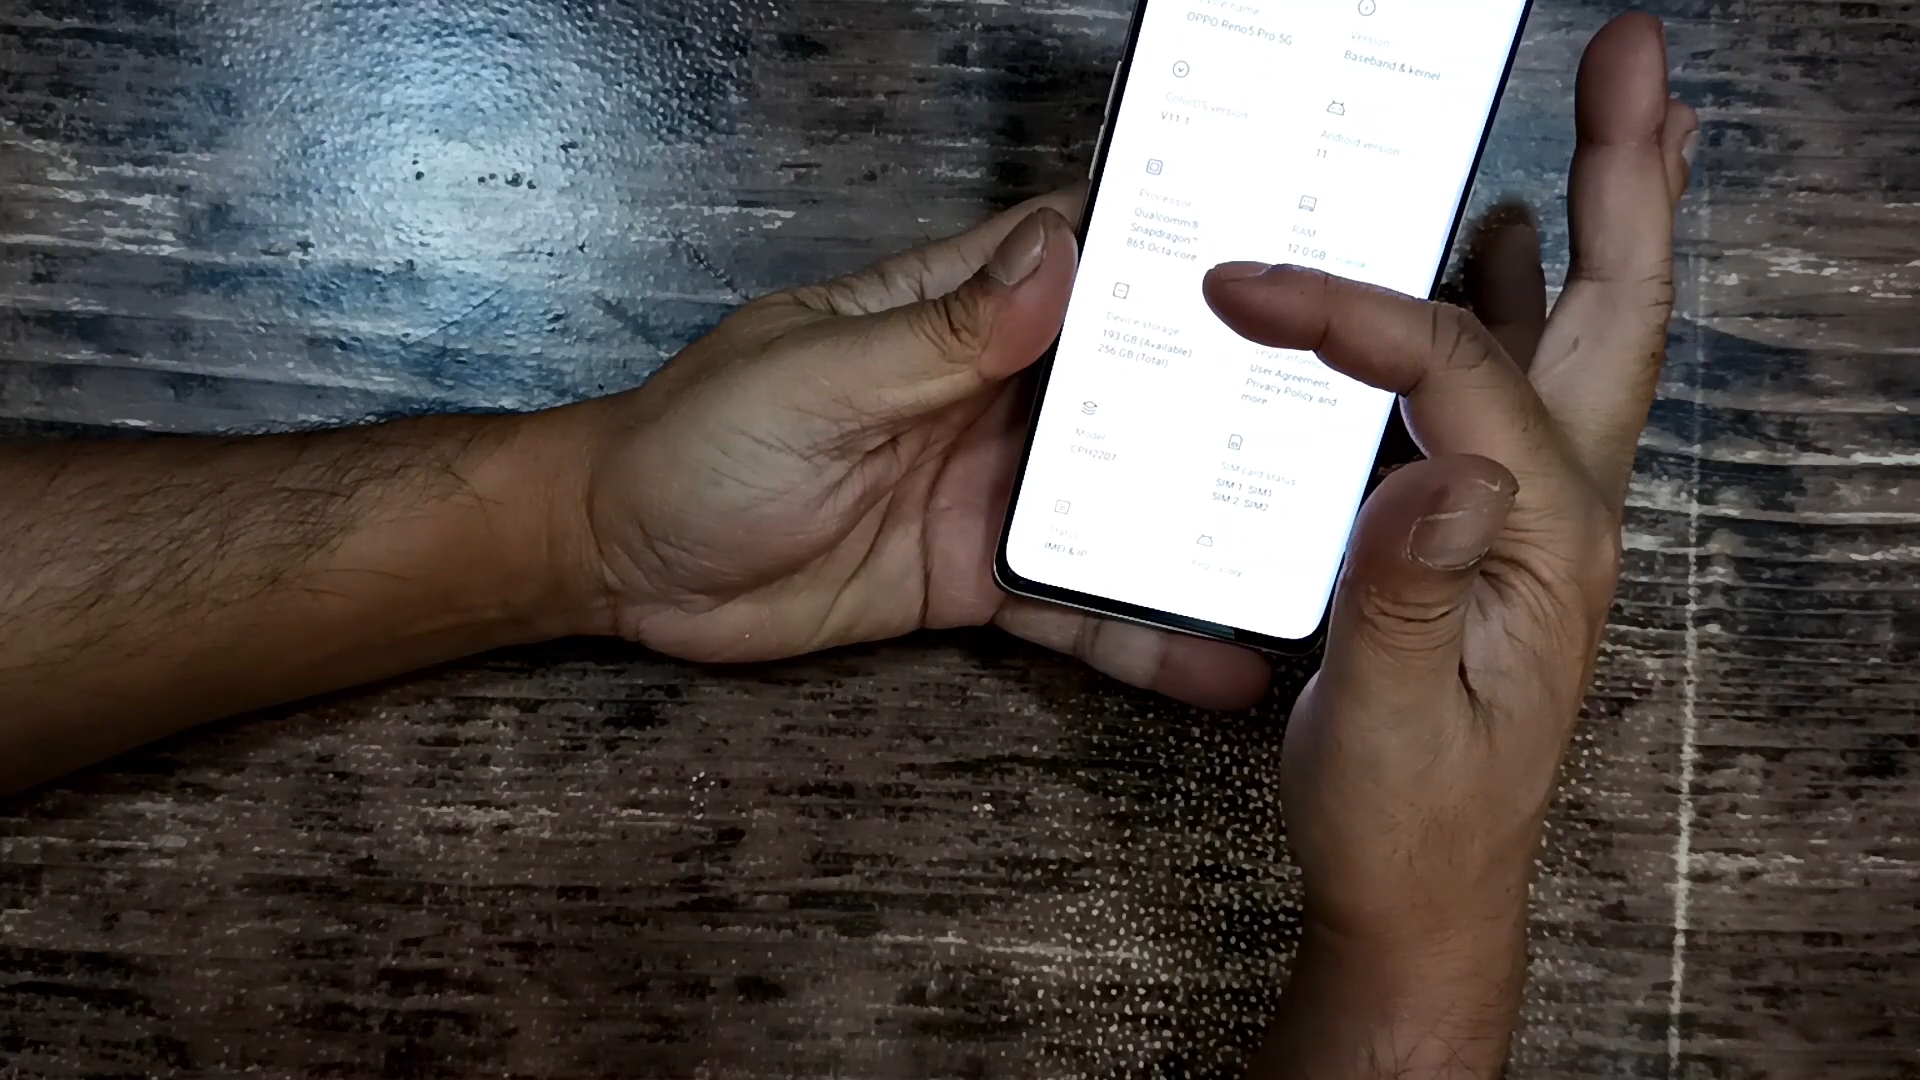 OPPO Reno5 Pro 5G
Version
Baseband & kernel
ColorOS version
V11.1
Android version
11
Processor
Qualcomm®
Snapdragon™
865 Octa core
RAM
12.0 GB
Device storage
193 GB (Available)
256 GB (Total)
Legal
User Agreement,
Privacy Policy, and
more
Model
CPH2207
SIM card status
SIM 1 SIM1
SIM 2 SIM2
Status
IMEI & IP
Regulatory